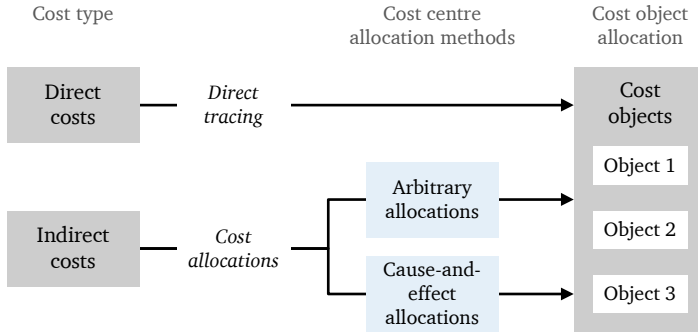 Cost type
Cost centre
allocation methods
Cost object
allocation
Direct
costs
Direct
tracing
Cost
objects
Object 1
Object 2
Object 3
Indirect
costs
Cost
allocations
Arbitrary
allocations
Cause-and-
effect
allocations